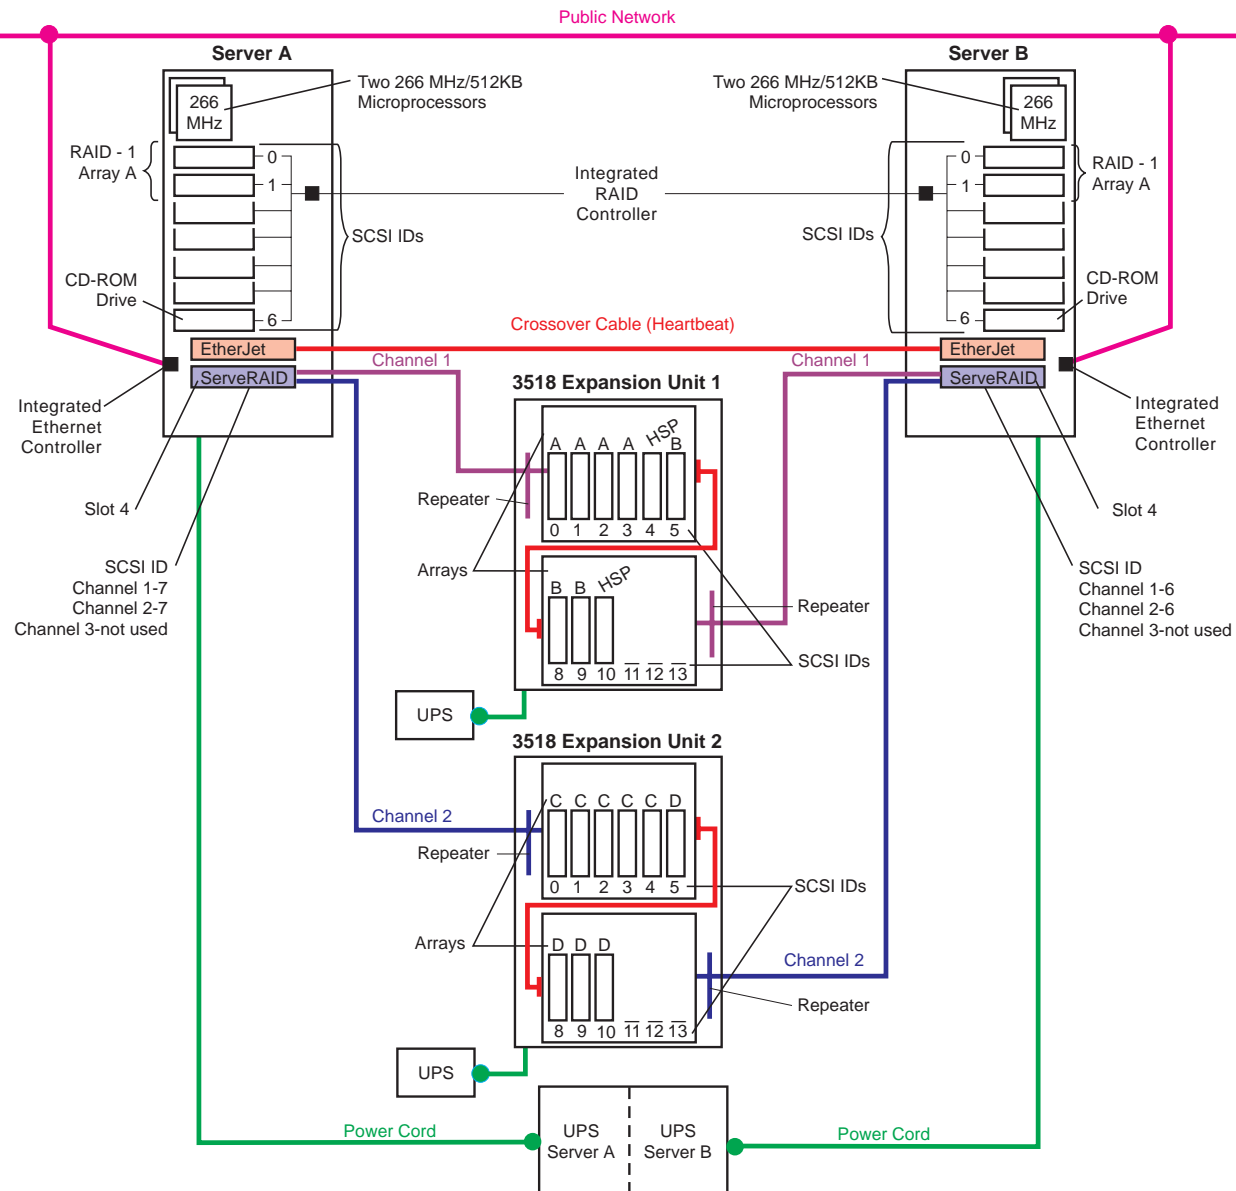 Public Network
Server A
Server B
266
MHz
Two 266 MHz/512KB
Microprocessors
Two 266 MHz/512KB
Microprocessors
266
MHz
RAID - 1
Array A
0
1
6
SCSI IDs
CD-ROM
Drive
Integrated
RAID
Controller
SCSI IDs
0
1
6
RAID - 1
Array A
CD-ROM
Drive
Crossover Cable (Heartbeat)
EtherJet
ServeRAID
Channel 1
Channel 1
EtherJet
ServeRAID
Integrated
Ethernet
Controller
Integrated
Ethernet
Controller
Slot 4
Slot 4
SCSI ID
Channel 1-7
Channel 2-7
Channel 3-not used
SCSI ID
Channel 1-6
Channel 2-6
Channel 3-not used
3518 Expansion Unit 1
A A A A HSP B
Repeater
0 1 2 3 4 5
Arrays
B B HSP
Repeater
SCSI IDs
8 9 10 11 12 13
UPS
3518 Expansion Unit 2
C C C C C D
Channel 2
Repeater
0 1 2 3 4 5
SCSI IDs
Arrays
D D D
Channel 2
Repeater
8 9 10 11 12 13
UPS
Power Cord
UPS
Server A
UPS
Server B
Power Cord